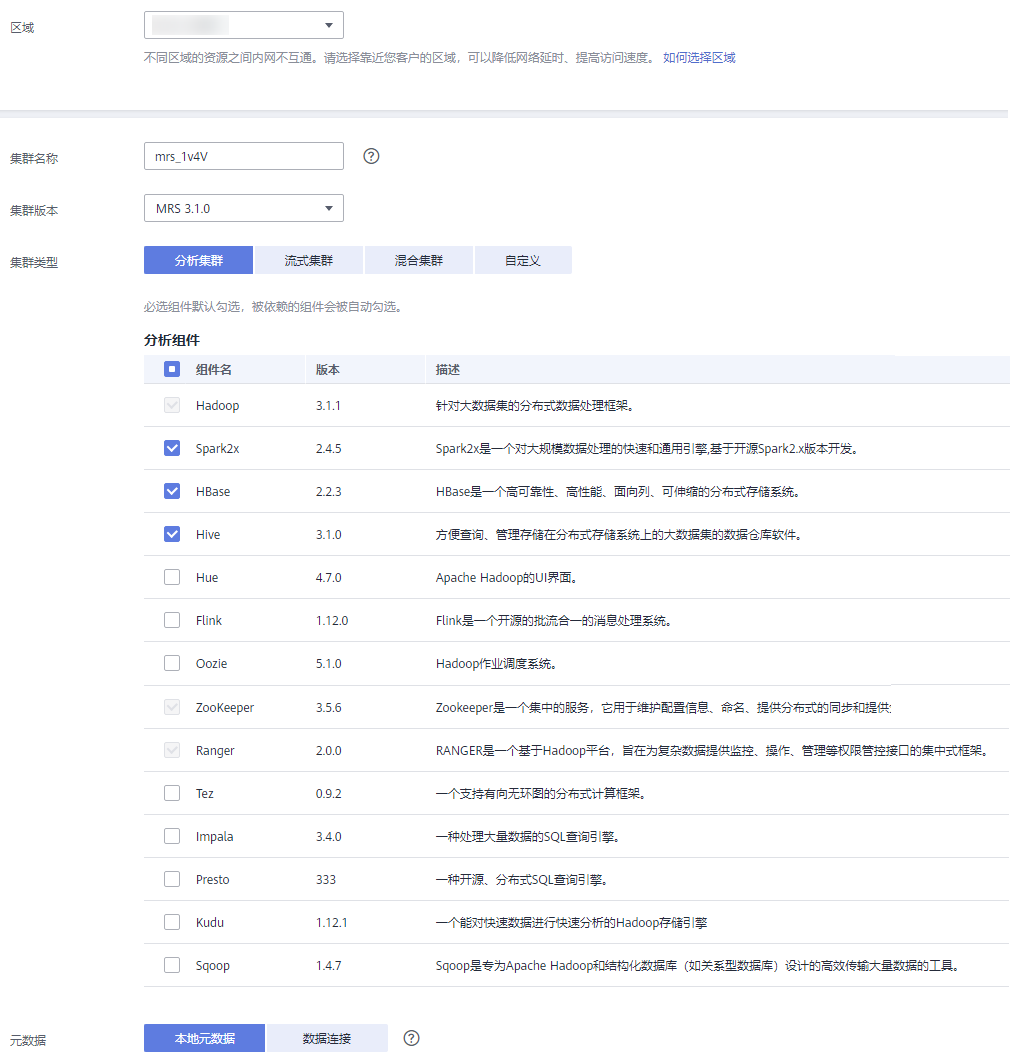 区域
不同区域的资源之间内网不互通。请选择靠近您客户的区域，可以降低网络延时、提高访问速度。 如何选择区域
集群名称 mrs_1v4V ?
集群版本 MRS 3.1.0
集群类型 分析集群 流式集群 混合集群 自定义
必选组件默认勾选，被依赖的组件会被自动勾选。
分析组件
组件名 版本 描述
Hadoop 3.1.1 针对大数据集的分布式数据处理框架。
Spark2x 2.4.5 Spark2x是一个对大规模数据处理的快速和通用引擎,基于开源Spark2.x版本开发。
HBase 2.2.3 HBase是一个高可靠性、高性能、面向列、可伸缩的分布式存储系统。
Hive 3.1.0 方便查询、管理存储在分布式存储系统上的大数据集的数据仓库软件。
Hue 4.7.0 Apache Hadoop的UI界面。
Flink 1.12.0 Flink是一个开源的批流合一的消息处理系统。
Oozie 5.1.0 Hadoop作业调度系统。
ZooKeeper 3.5.6 Zookeeper是一个集中的服务，它用于维护配置信息、命名、提供分布式的同步和提供
Ranger 2.0.0 RANGER是一个基于Hadoop平台，旨在为复杂数据提供监控、操作、管理等权限管控接口的集中式框架。
Tez 0.9.2 一个支持有向无环图的分布式计算框架。
Impala 3.4.0 一种处理大量数据的SQL查询引擎。
Presto 333 一种开源、分布式SQL查询引擎。
Kudu 1.12.1 一个能对快速数据进行快速分析的Hadoop存储引擎
Sqoop 1.4.7 Sqoop是专为Apache Hadoop和结构化数据库（如关系型数据库）设计的高效传输大量数据的工具。
元数据 本地元数据 数据连接 ?